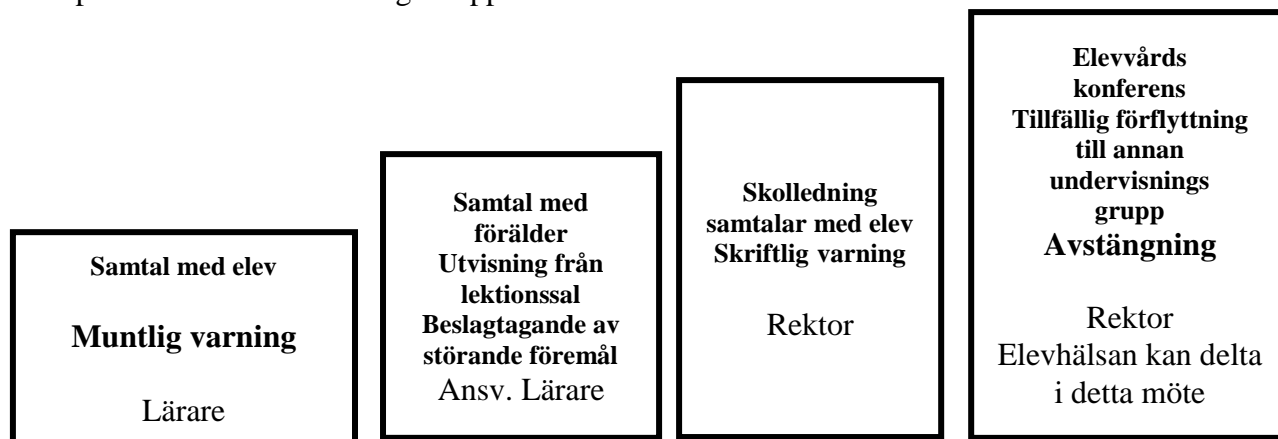 Samtal med elev
Muntlig varning
Lärare
Samtal med
förälder
Utvisning från
lektionssal
Beslagtagande av
störande föremål
Ansv. Lärare
Skolledning
samtalar med elev
Skriftlig varning
Rektor
Elevvårds
konferens
Tillfällig förflyttning
till annan
undervisnings
grupp
Avstängning
Rektor
Elevhälsan kan delta
i detta möte